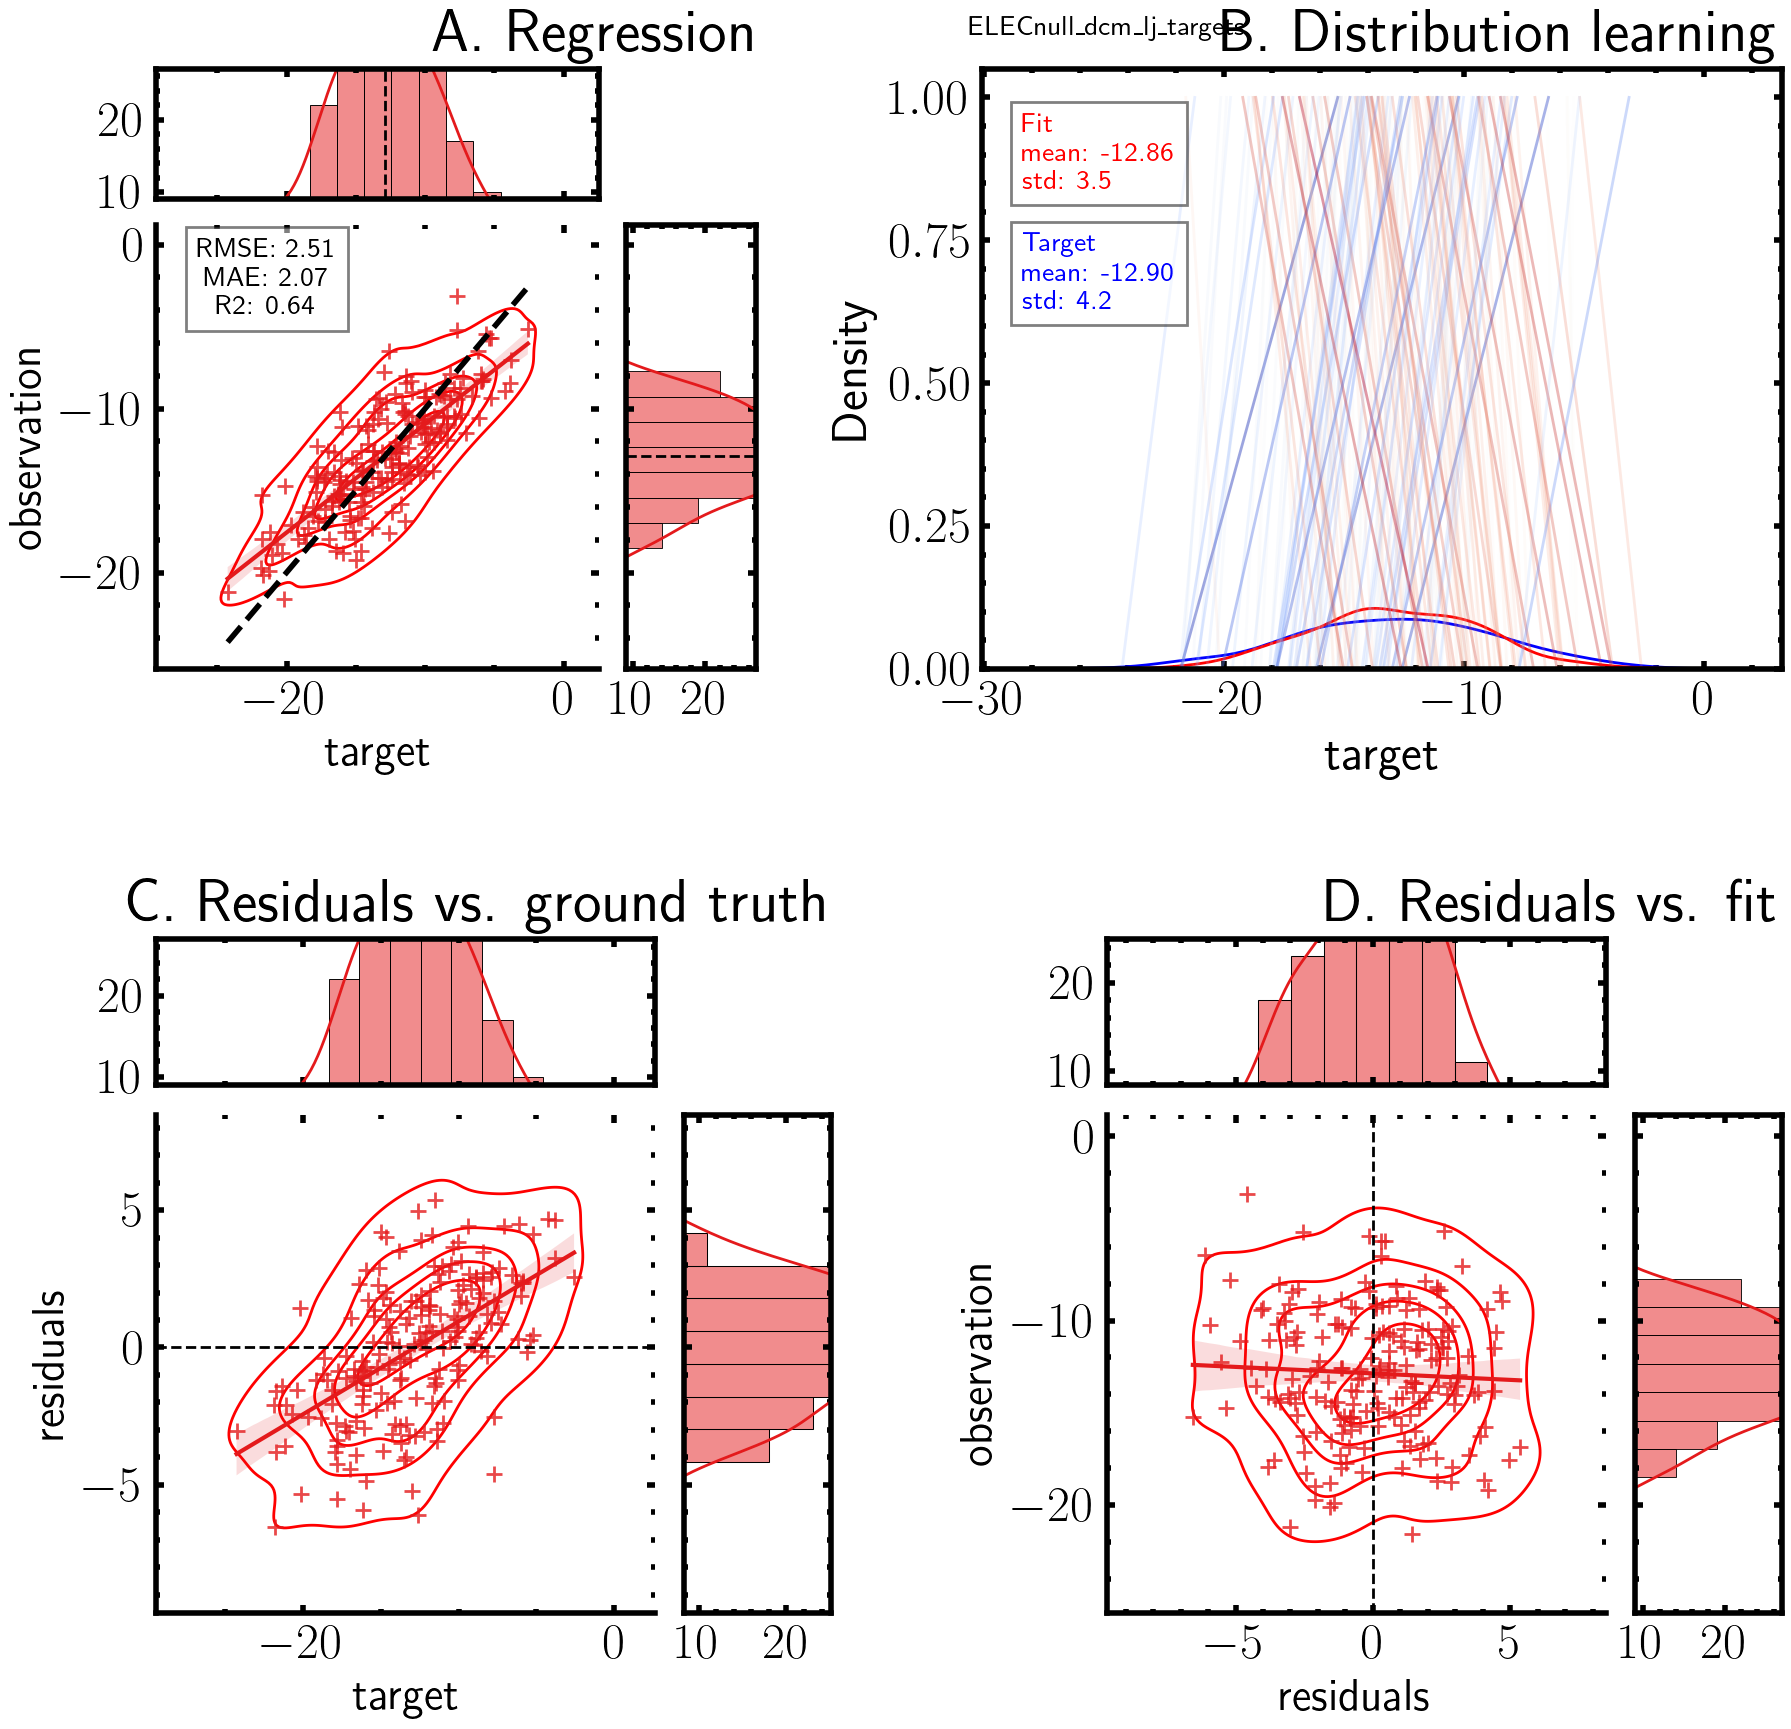 A. Regression
20
10
RMSE: 2.51
MAE: 2.07
R2: 0.64
0
−10
−20
observation
−20
0
10
20
target
ELECnull_dcm_lj_targets
B. Distribution learning
1.00
0.75
0.50
0.25
0.00
Density
Fit
mean: -12.86
std: 3.5
Target
mean: -12.90
std: 4.2
−30
−20
−10
0
target
C. Residuals vs. ground truth
20
10
5
0
−5
residuals
−20
0
10
20
target
D. Residuals vs. fit
20
10
0
−10
−20
observation
−5
0
5
10
20
residuals